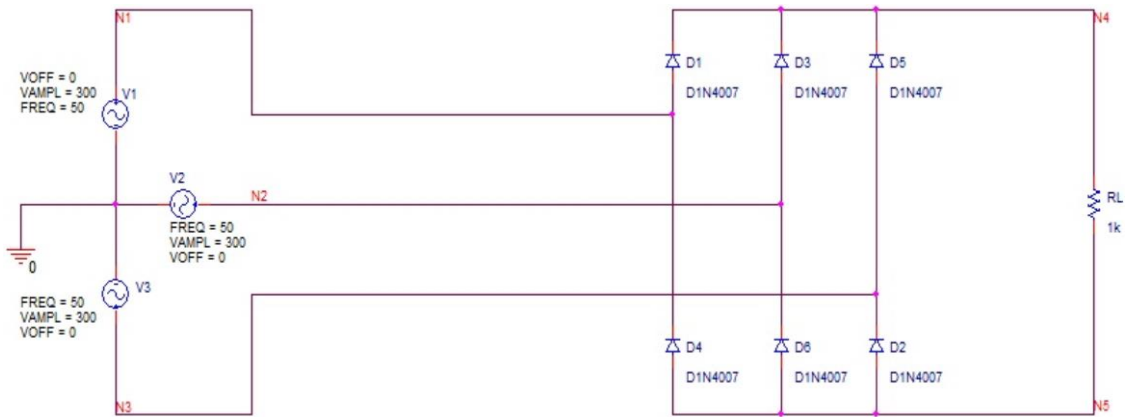 N1
N4
VOFF = 0
VAMPL = 300
FREQ = 50
V1
D1
D1N4007
D3
D1N4007
D5
D1N4007
V2
N2
FREQ = 50
VAMPL = 300
VOFF = 0
RL
1k
0
V3
FREQ = 50
VAMPL = 300
VOFF = 0
D4
D1N4007
D6
D1N4007
D2
D1N4007
N3
N5